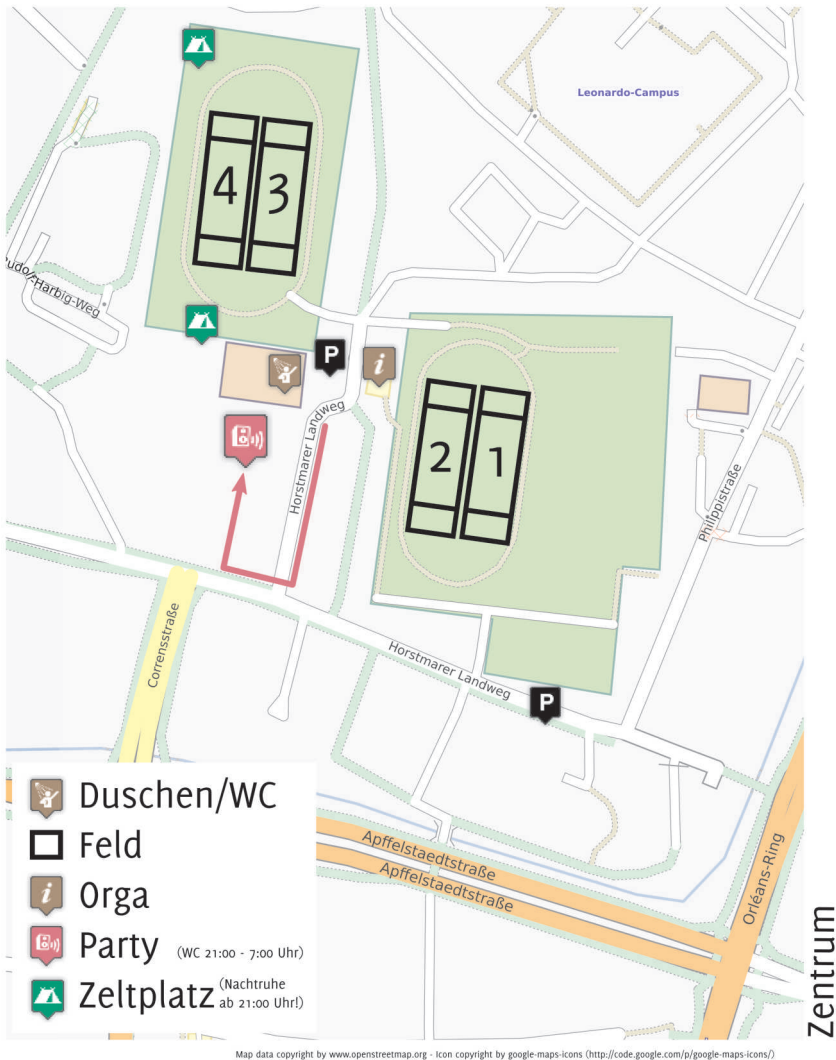 Leonardo-Campus
4
3
Rudolf-Harbig-Weg
P
i
Horstmarer Landweg
2
1
Philippistraße
Corrensstraße
Horstmarer Landweg
P
Duschen/WC
Feld
i
Orga
Party (WC 21:00 - 7:00 Uhr)
Zeltplatz (Nachtruhe
ab 21:00 Uhr!)
Apffelstaedtstraße
Apffelstaedtstraße
Orléans-Ring
Zentrum
Map data copyright by www.openstreetmap.org - Icon copyright by google-maps-icons (http://code.google.com/p/google-maps-icons/)